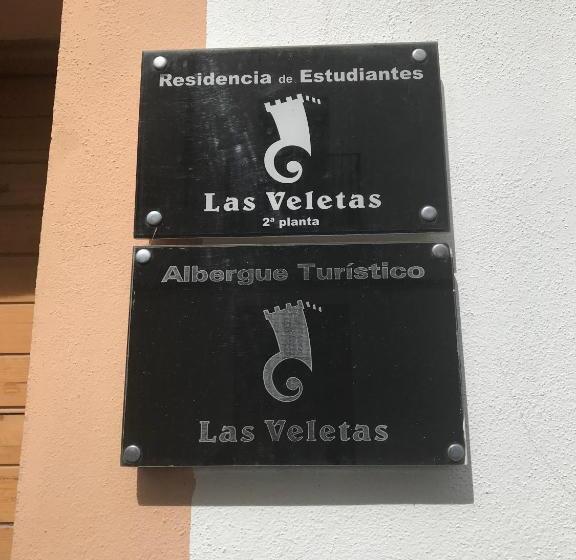 Residencia de Estudiantes
Las Veletas
2ª planta
Albergue Turístico
Las Veletas